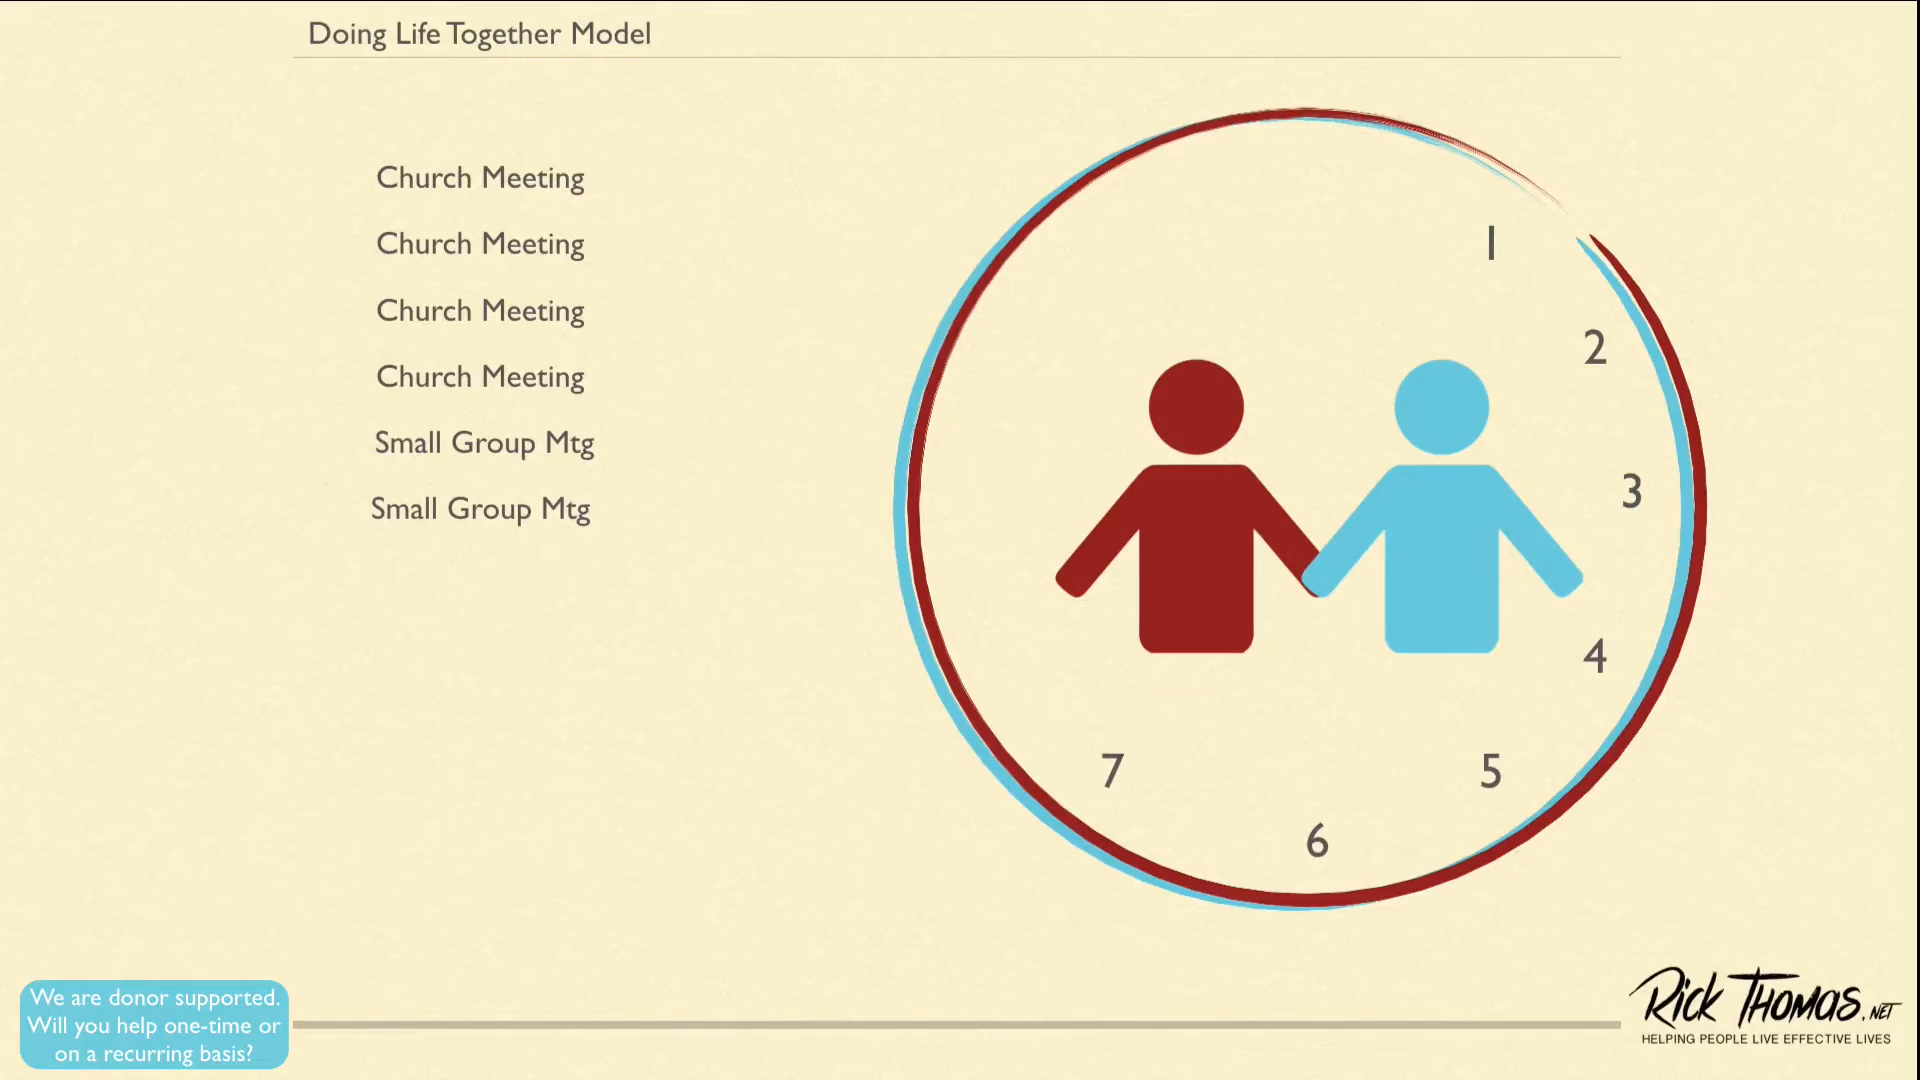 Doing Life Together Model
Church Meeting
Church Meeting
Church Meeting
Church Meeting
Small Group Mtg
Small Group Mtg
1
2
3
4
5
6
7
We are donor supported.
Will you help one-time or
on a recurring basis?
RICK THOMAS.NET
HELPING PEOPLE LIVE EFFECTIVE LIVES